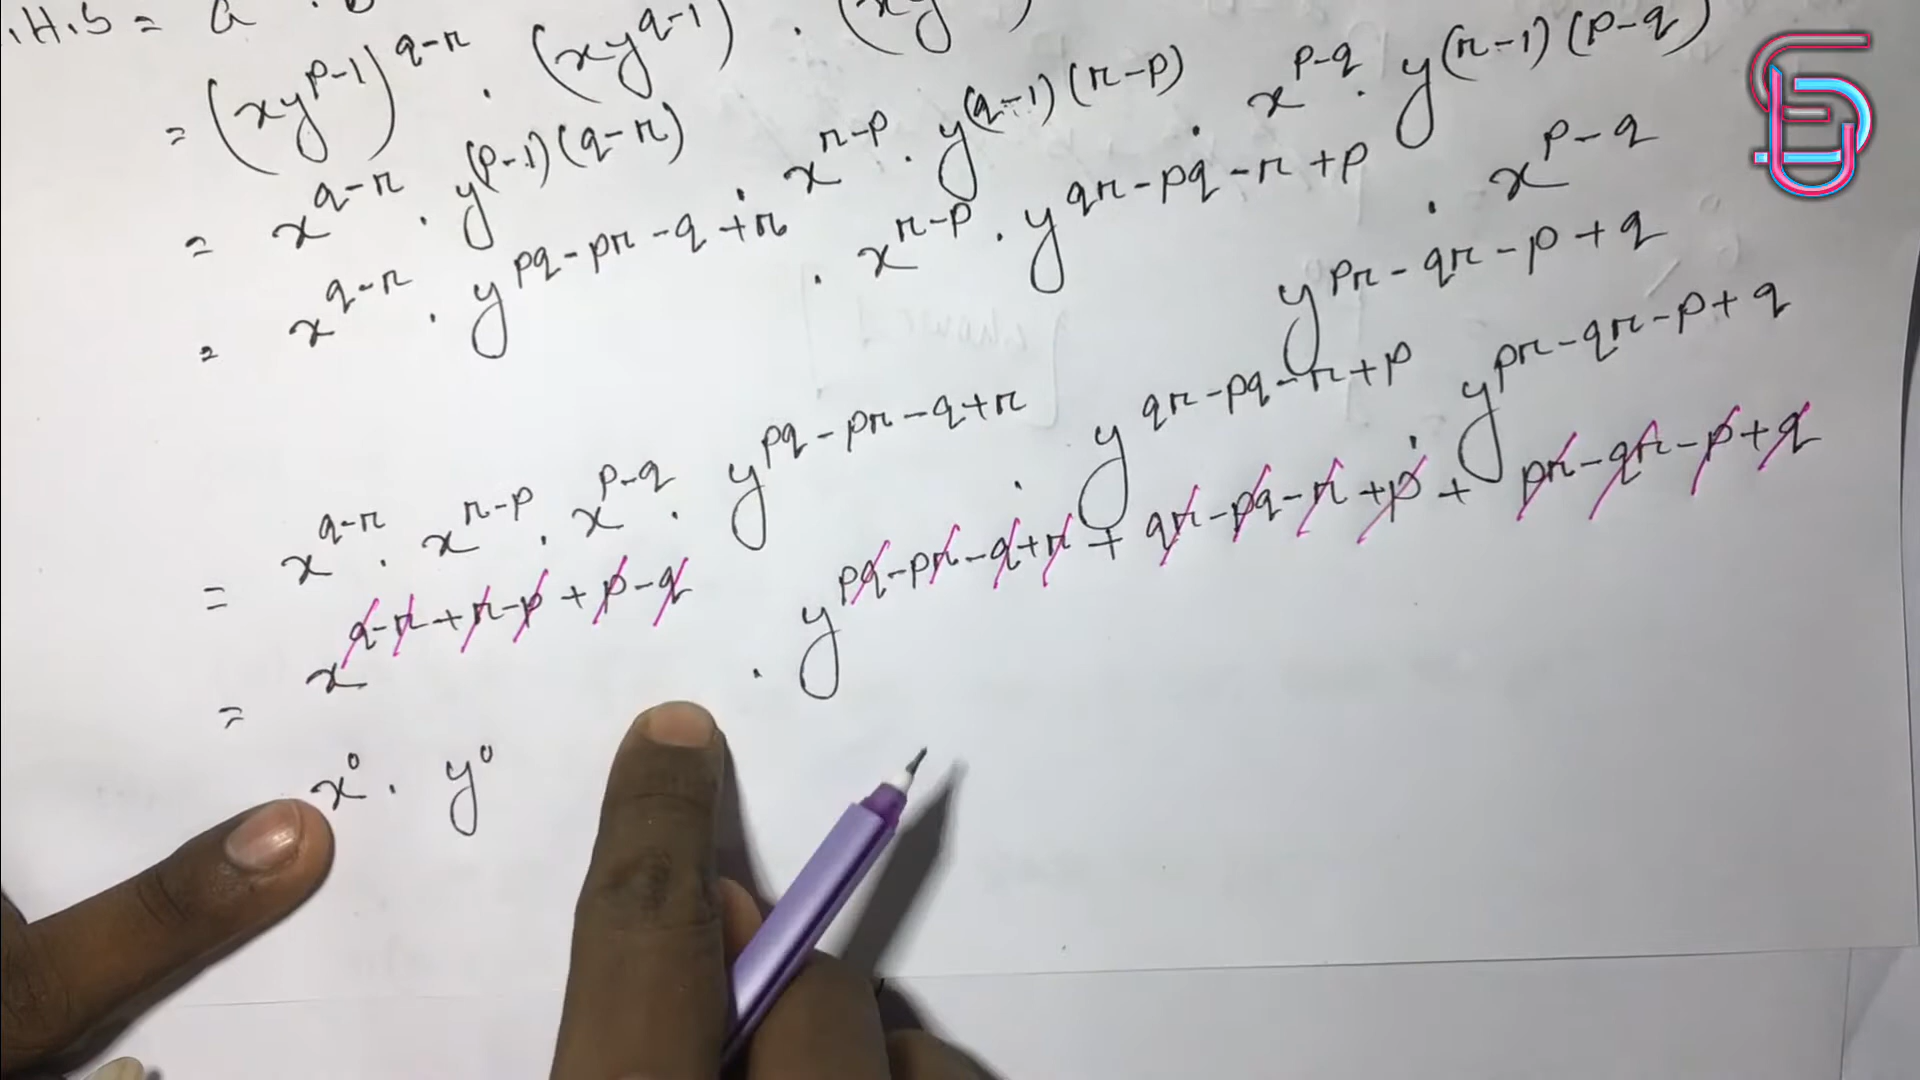 .H.S = a
= (xy^{p-1})^{q-r} . (xy^{q-1}) . (xy
= x^{q-r} . y^{(p-1)(q-r)} . x^{r-p} . y^{(q-1)(r-p)} . x^{p-q} . y^{(r-1)(p-q)}
= x^{q-r} . y^{pq-pr-q+r} . x^{r-p} . y^{qr-pq-r+p} . x^{p-q}
y^{pr-qr-p+q}
= x^{q-r} . x^{r-p} . x^{p-q} . y^{pq-pr-q+r} . y^{qr-pq-r+p} . y^{pr-qr-p+q}
= x^{q-r+r-p+p-q} . y^{pq-pr-q+r+qr-pq-r+p+pr-qr-p+q}
x^0 . y^0